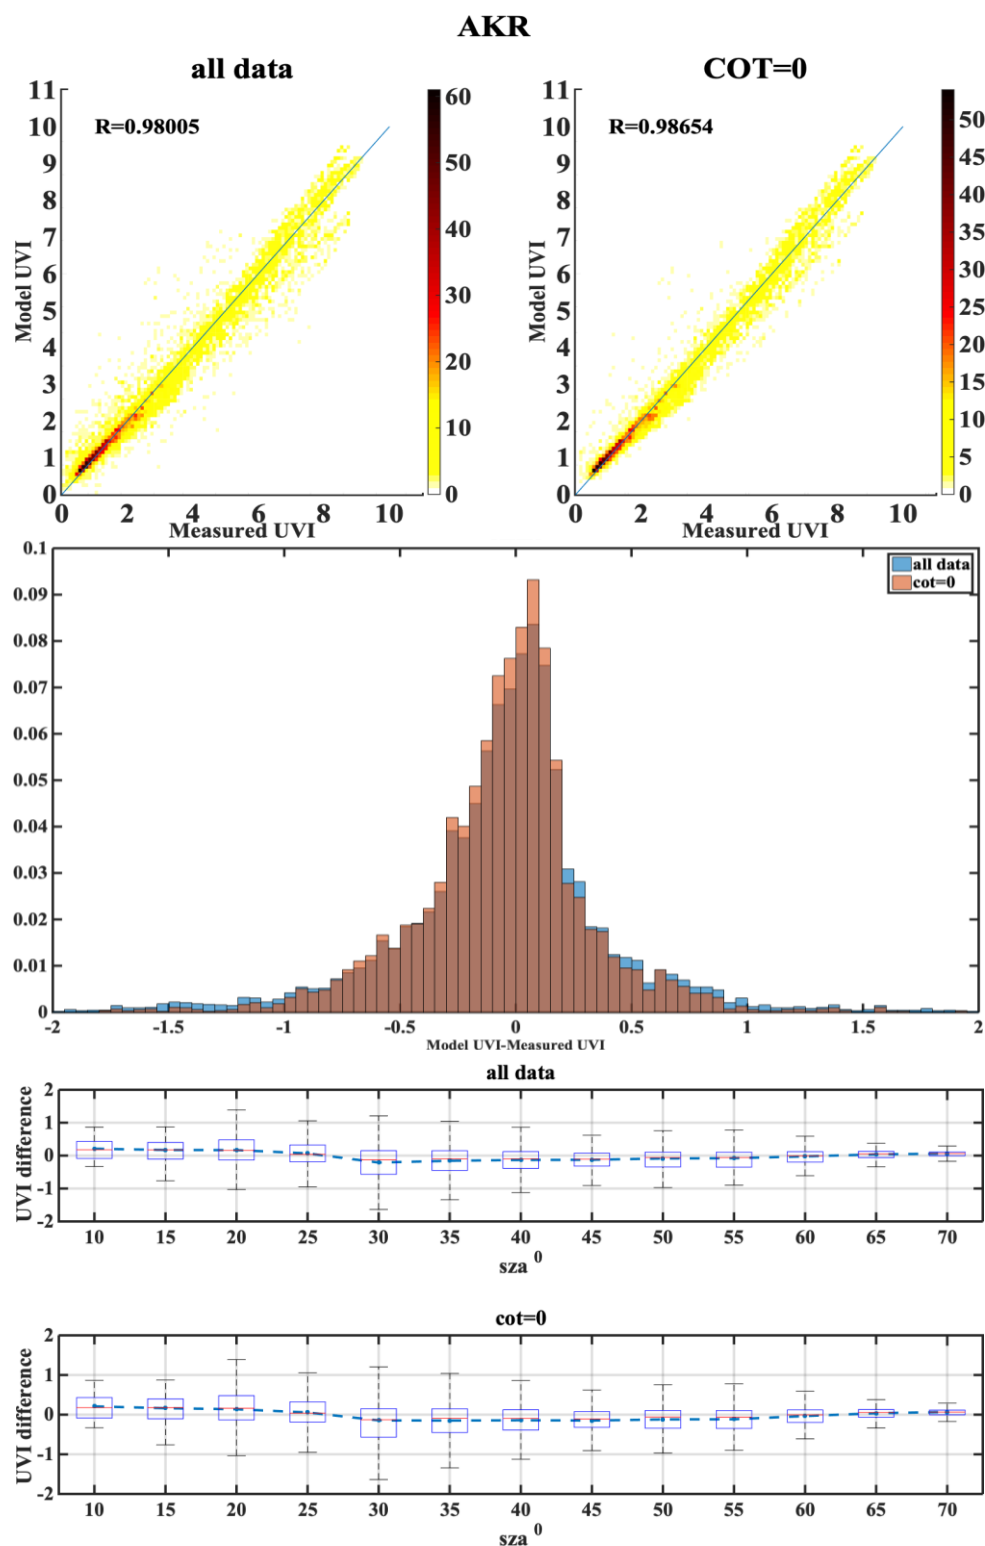 AKR
all data
COT=0
R=0.98005
R=0.98654
11
10
9
8
7
6
5
4
3
2
1
0
Model UVI
0 2 4 6 8 10
Measured UVI
60
50
40
30
20
10
0
11
10
9
8
7
6
5
4
3
2
1
0
Model UVI
0 2 4 6 8 10
Measured UVI
50
45
40
35
30
25
20
15
10
5
0
0.1
0.09
0.08
0.07
0.06
0.05
0.04
0.03
0.02
0.01
0
all data
cot=0
-2 -1.5 -1 -0.5 0 0.5 1 1.5 2
Model UVI-Measured UVI
all data
UVI difference
2
1
0
-1
-2
10 15 20 25 30 35 40 45 50 55 60 65 70
sza 0
cot=0
UVI difference
2
1
0
-1
-2
10 15 20 25 30 35 40 45 50 55 60 65 70
sza 0